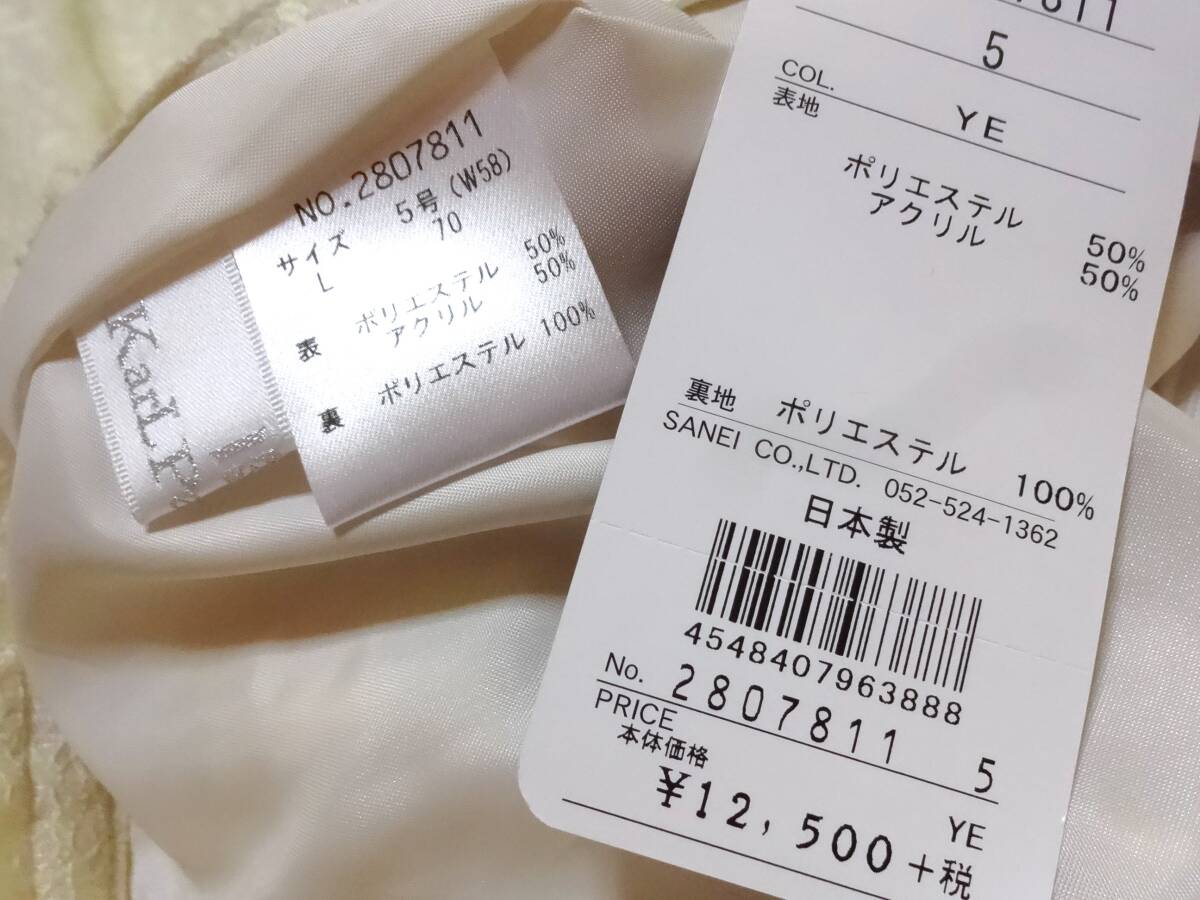 NO.2807811
サイズ 5号(W58)
L 70
表 ポリエステル 50%
アクリル 50%
裏 ポリエステル 100%
KarL
7811
5
COL. YE
表地
ポリエステル 50%
アクリル 50%
裏地 ポリエステル 100%
SANEI CO.,LTD. 052-524-1362
日本製
4548407963888
No. 2807811 5
PRICE YE
本体価格
¥12,500+税